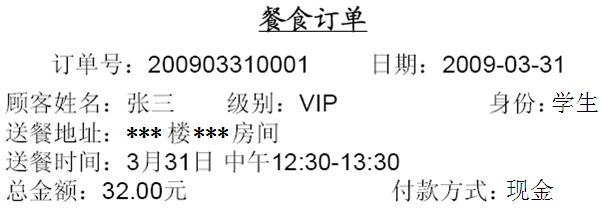 餐食订单
订单号：200903310001 日期：2009-03-31
顾客姓名：张三 级别：VIP 身份：学生
送餐地址：*** 楼***房间
送餐时间：3月31日 中午12:30-13:30
总金额：32.00元 付款方式：现金